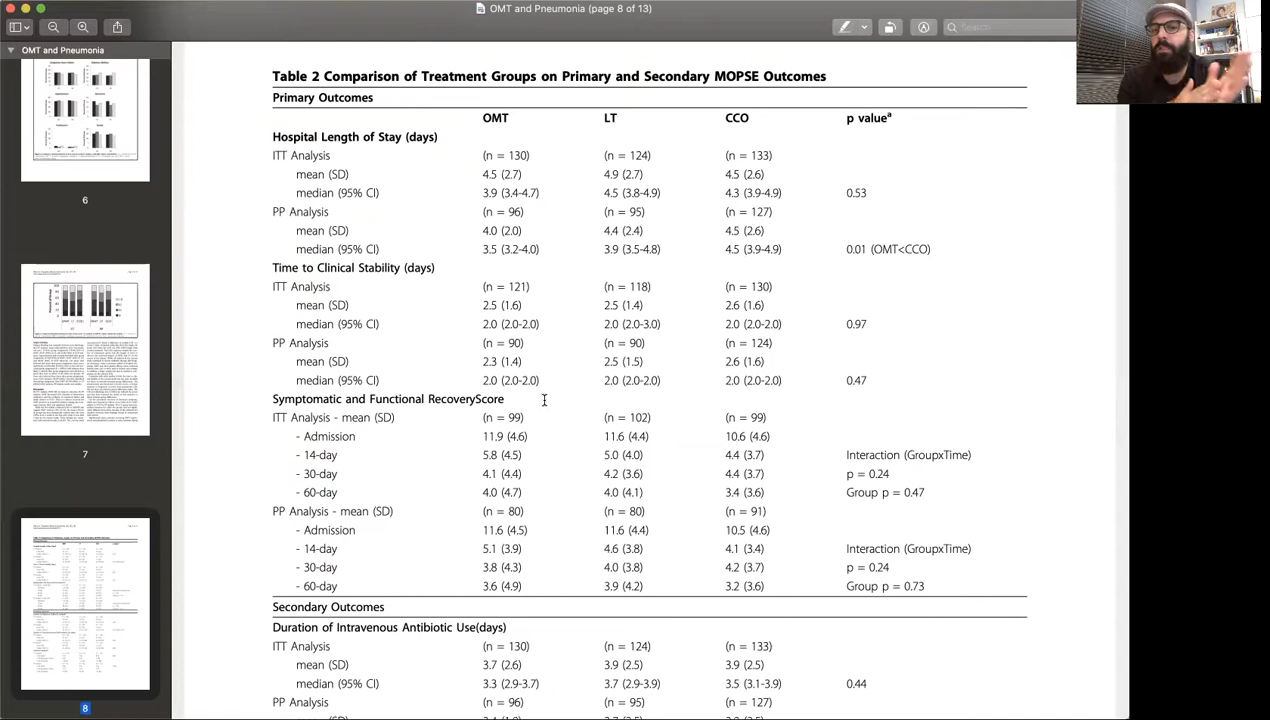 OMT and Pneumonia (page 8 of 13)
Search
OMT and Pneumonia
6
7
8
Table 2 Comparison of Treatment Groups on Primary and Secondary MOPSE Outcomes
Primary Outcomes
OMT LT CCO p valueª
Hospital Length of Stay (days)
ITT Analysis (n = 130) (n = 124) (n = 133)
mean (SD) 4.5 (2.7) 4.9 (2.7) 4.5 (2.6)
median (95% CI) 3.9 (3.4-4.7) 4.5 (3.8-4.9) 4.3 (3.9-4.9) 0.53
PP Analysis (n = 96) (n = 95) (n = 127)
mean (SD) 4.0 (2.0) 4.4 (2.4) 4.5 (2.6)
median (95% CI) 3.5 (3.2-4.0) 3.9 (3.5-4.8) 4.5 (3.9-4.9) 0.01 (OMT<CCO)
Time to Clinical Stability (days)
ITT Analysis (n = 121) (n = 118) (n = 130)
mean (SD) 2.5 (1.6) 2.5 (1.4) 2.6 (1.6)
median (95% CI) 2.0 (2.0-2.0) 2.0 (2.0-3.0) 2.0 (2.0-2.0) 0.97
PP Analysis (n = 90) (n = 90) (n = 124)
mean (SD) 2.2 (1.4) 2.5 (1.5) 2.6 (1.6)
median (95% CI) 2.0 (2.0-2.0) 2.0 (2.0-2.0) 2.0 (2.0-2.0) 0.47
Symptomatic and Functional Recovery Score
ITT Analysis - mean (SD) (n = 99) (n = 102) (n = 99)
- Admission 11.9 (4.6) 11.6 (4.4) 10.6 (4.6)
- 14-day 5.8 (4.5) 5.0 (4.0) 4.4 (3.7) Interaction (GroupxTime)
- 30-day 4.1 (4.4) 4.2 (3.6) 4.4 (3.7) p = 0.24
- 60-day 4.0 (4.7) 4.0 (4.1) 3.4 (3.6) Group p = 0.47
PP Analysis - mean (SD) (n = 80) (n = 80) (n = 91)
- Admission 11.6 (4.5) 11.6 (4.4) 10.5 (4.6)
- 14-day 5.1 (3.9) 4.6 (3.8) 4.1 (3.4) Interaction (GroupxTime)
- 30-day 3.8 (4.3) 4.0 (3.8) 4.2 (3.7) p = 0.24
- 60-day 4.1 (4.9) 3.9 (4.2) Group p = 0.73
Secondary Outcomes
Duration of Intravenous Antibiotic Use (days)
ITT Analysis (n = 130) (n = 124) (n = 133)
mean (SD) 3.7 (2.6) 3.9 (2.5) 3.8 (2.5)
median (95% CI) 3.3 (2.9-3.7) 3.7 (2.9-3.9) 3.5 (3.1-3.9) 0.44
PP Analysis (n = 96) (n = 95) (n = 127)